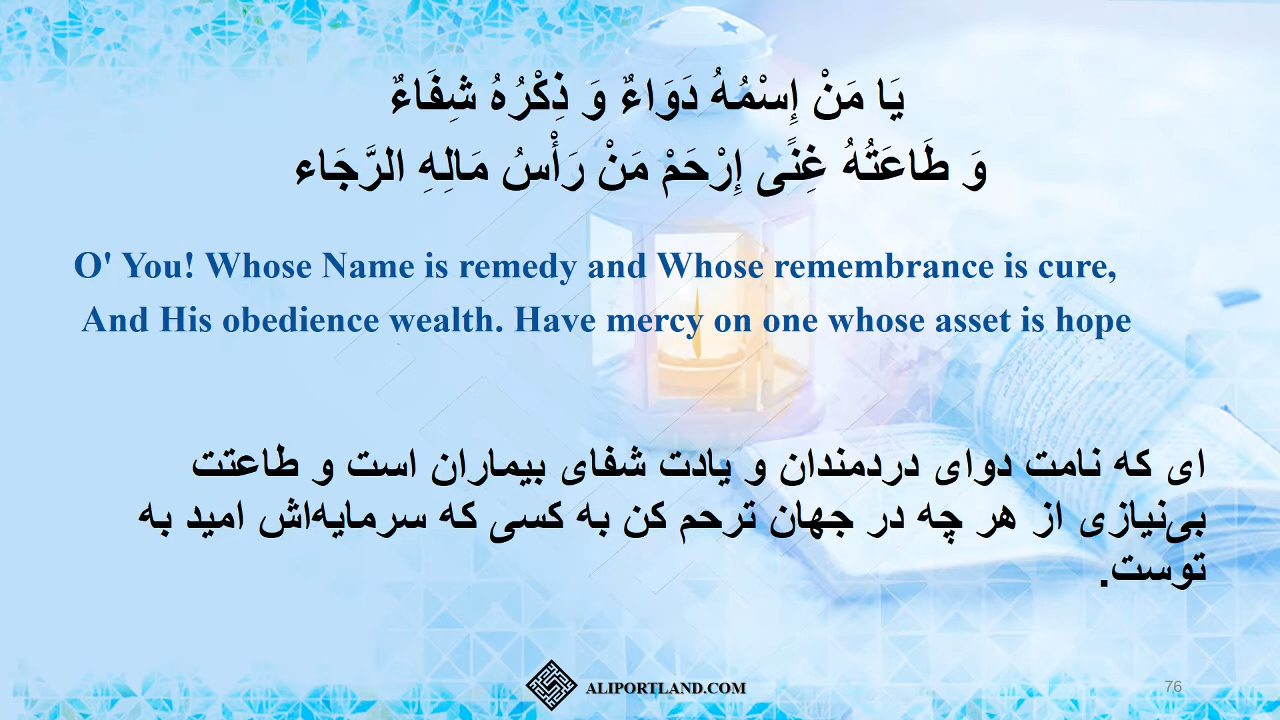 يَا مَنْ إِسْمُهُ دَوَاءٌ وَ ذِكْرُهُ شِفَاءٌ
وَ طَاعَتُهُ غِنًى إِرْحَمْ مَنْ رَأْسُ مَالِهِ الرَّجَاء
O' You! Whose Name is remedy and Whose remembrance is cure,
And His obedience wealth. Have mercy on one whose asset is hope
ای که نامت دوای دردمندان و یادت شفای بیماران است و طاعتت
بی‌نیازی از هر چه در جهان ترحم کن به کسی که سرمایه‌اش امید به
توست.
ALIPORTLAND.COM
76